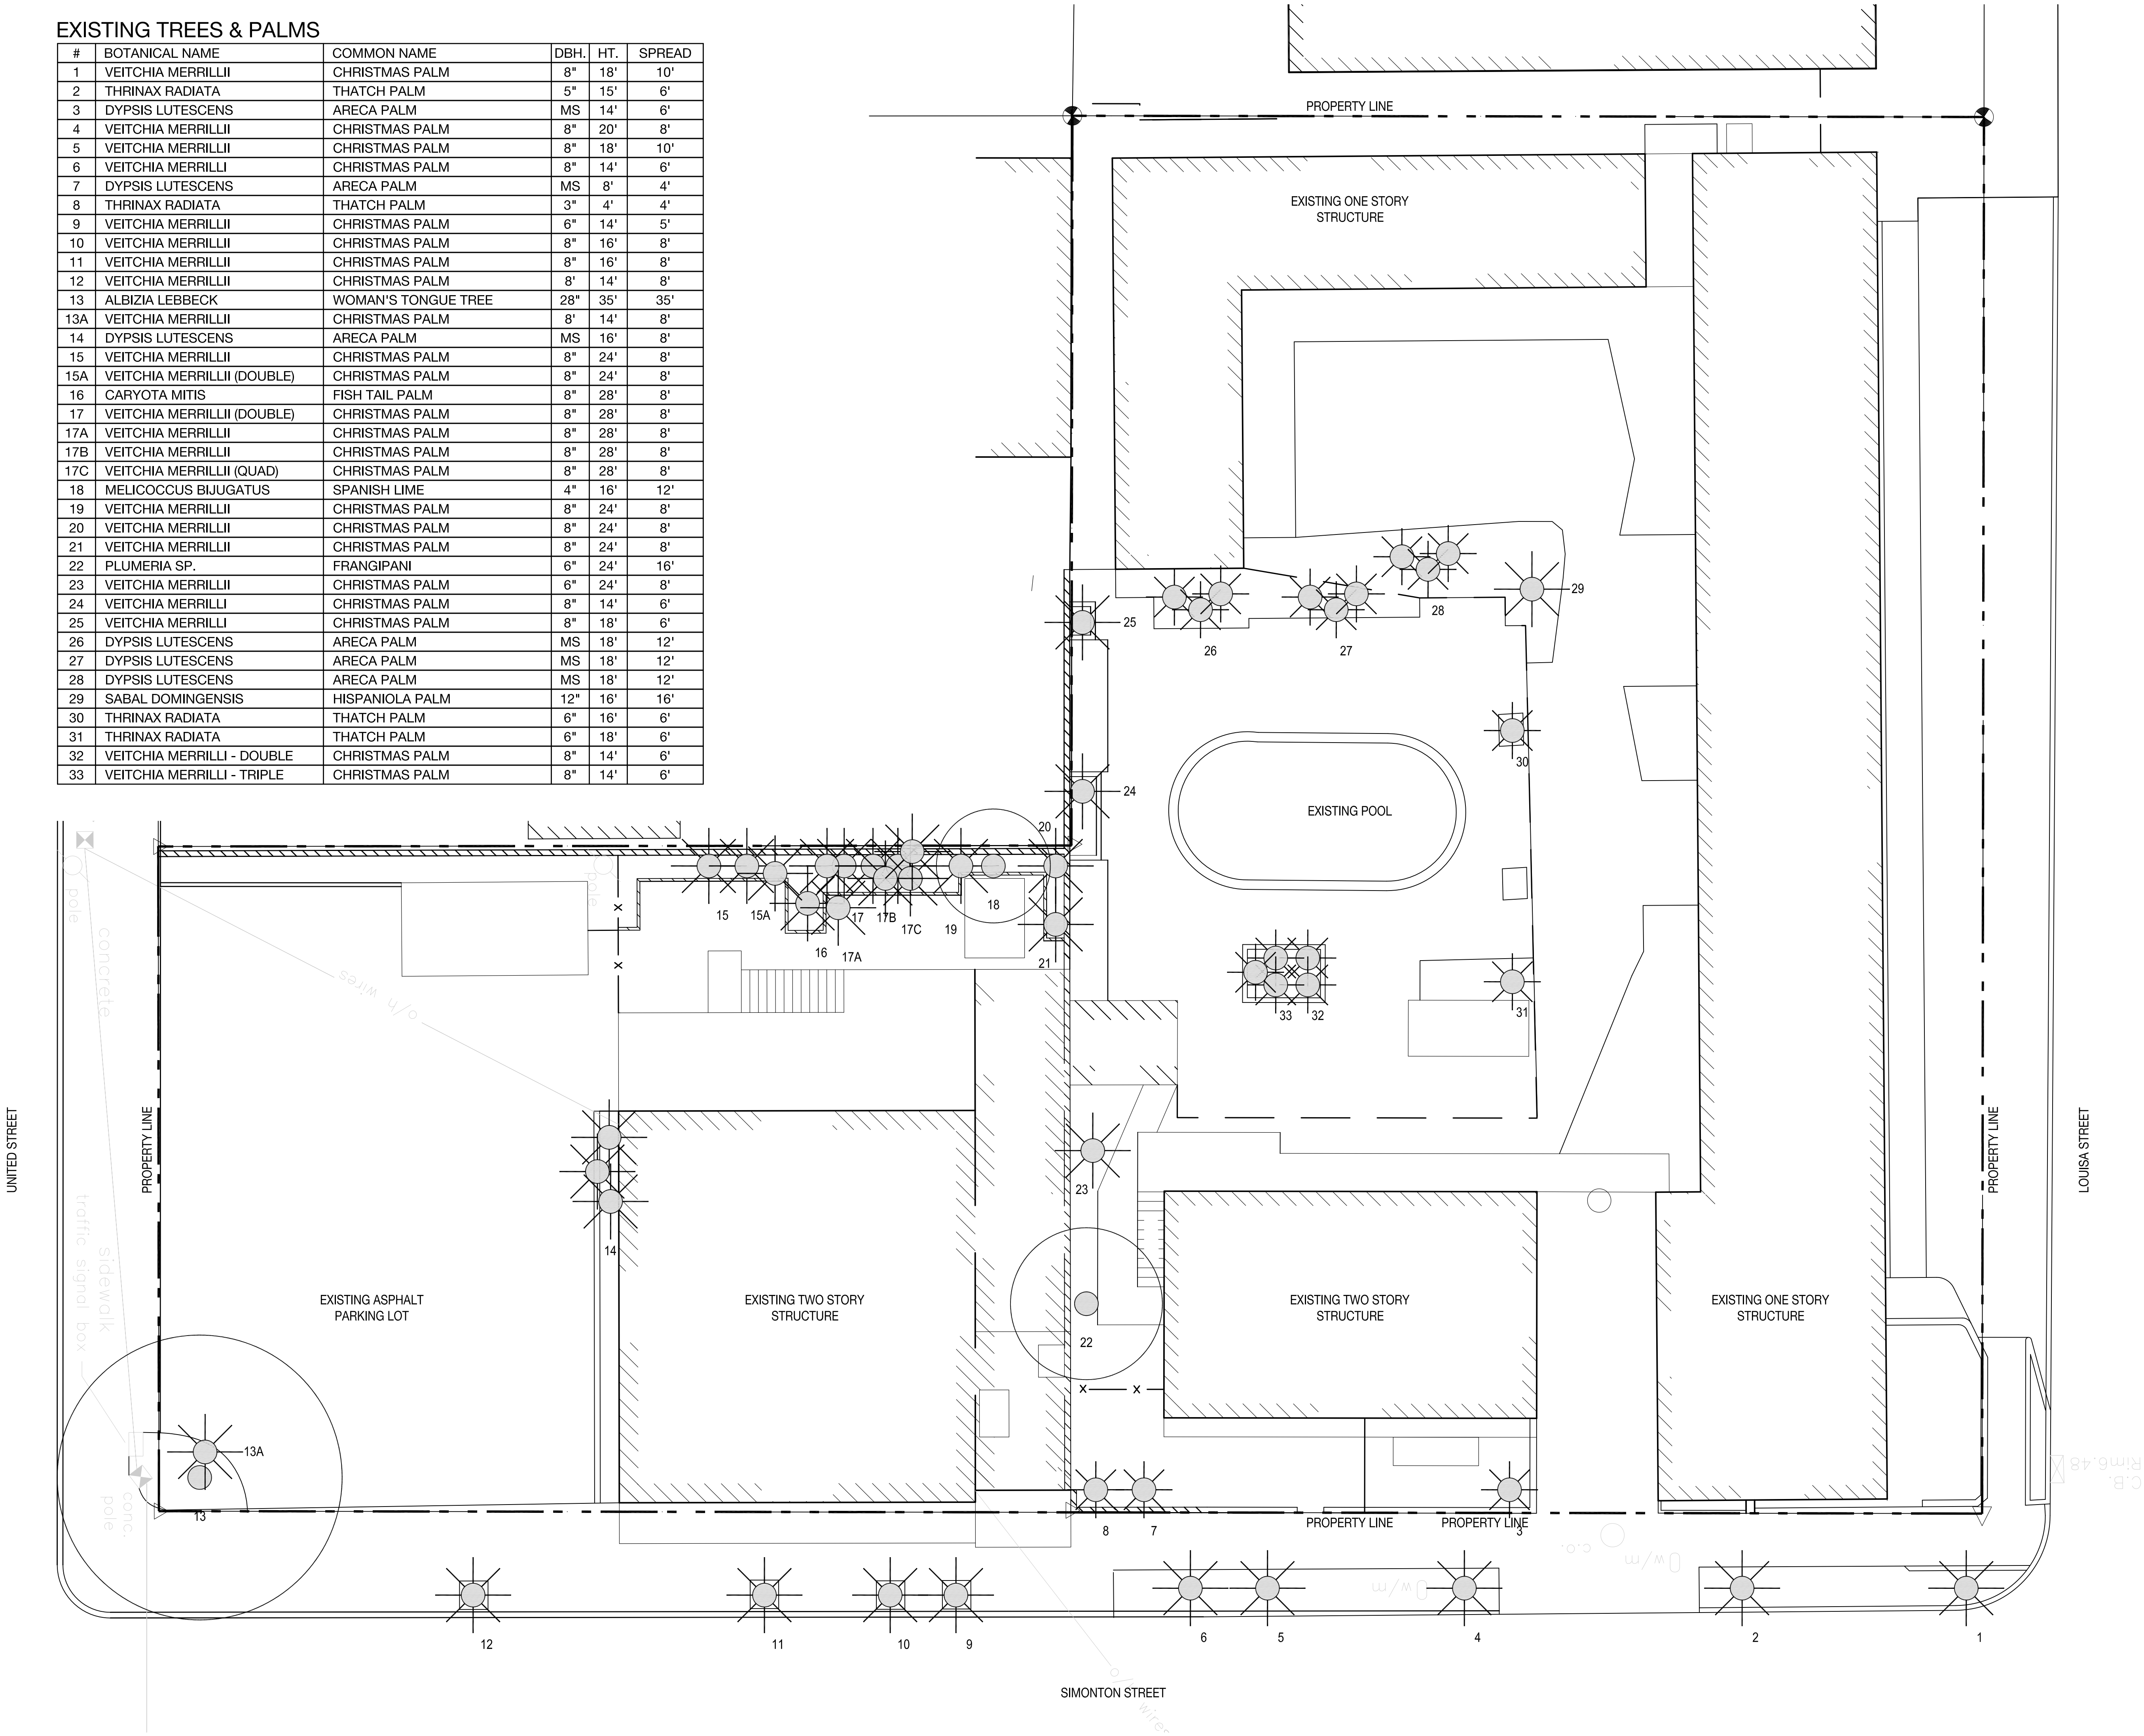 EXISTING TREES & PALMS
# BOTANICAL NAME COMMON NAME DBH. HT. SPREAD
1 VEITCHIA MERRILLII CHRISTMAS PALM 8" 18' 10'
2 THRINAX RADIATA THATCH PALM 5" 15' 6'
3 DYPSIS LUTESCENS ARECA PALM MS 14' 6'
4 VEITCHIA MERRILLII CHRISTMAS PALM 8" 20' 8'
5 VEITCHIA MERRILLII CHRISTMAS PALM 8" 18' 10'
6 VEITCHIA MERRILLI CHRISTMAS PALM 8" 14' 6'
7 DYPSIS LUTESCENS ARECA PALM MS 8' 4'
8 THRINAX RADIATA THATCH PALM 3" 4' 4'
9 VEITCHIA MERRILLII CHRISTMAS PALM 6" 14' 5'
10 VEITCHIA MERRILLII CHRISTMAS PALM 8" 16' 8'
11 VEITCHIA MERRILLII CHRISTMAS PALM 8" 16' 8'
12 VEITCHIA MERRILLII CHRISTMAS PALM 8' 14' 8'
13 ALBIZIA LEBBECK WOMAN'S TONGUE TREE 28" 35' 35'
13A VEITCHIA MERRILLII CHRISTMAS PALM 8' 14' 8'
14 DYPSIS LUTESCENS ARECA PALM MS 16' 8'
15 VEITCHIA MERRILLII CHRISTMAS PALM 8" 24' 8'
15A VEITCHIA MERRILLII (DOUBLE) CHRISTMAS PALM 8" 24' 8'
16 CARYOTA MITIS FISH TAIL PALM 8" 28' 8'
17 VEITCHIA MERRILLII (DOUBLE) CHRISTMAS PALM 8" 28' 8'
17A VEITCHIA MERRILLII CHRISTMAS PALM 8" 28' 8'
17B VEITCHIA MERRILLII CHRISTMAS PALM 8" 28' 8'
17C VEITCHIA MERRILLII (QUAD) CHRISTMAS PALM 8" 28' 8'
18 MELICOCCUS BIJUGATUS SPANISH LIME 4" 16' 12'
19 VEITCHIA MERRILLII CHRISTMAS PALM 8" 24' 8'
20 VEITCHIA MERRILLII CHRISTMAS PALM 8" 24' 8'
21 VEITCHIA MERRILLII CHRISTMAS PALM 8" 24' 8'
22 PLUMERIA SP. FRANGIPANI 6" 24' 16'
23 VEITCHIA MERRILLII CHRISTMAS PALM 6" 24' 8'
24 VEITCHIA MERRILLI CHRISTMAS PALM 8" 14' 6'
25 VEITCHIA MERRILLI CHRISTMAS PALM 8" 18' 6'
26 DYPSIS LUTESCENS ARECA PALM MS 18' 12'
27 DYPSIS LUTESCENS ARECA PALM MS 18' 12'
28 DYPSIS LUTESCENS ARECA PALM MS 18' 12'
29 SABAL DOMINGENSIS HISPANIOLA PALM 12" 16' 16'
30 THRINAX RADIATA THATCH PALM 6" 16' 6'
31 THRINAX RADIATA THATCH PALM 6" 18' 6'
32 VEITCHIA MERRILLI - DOUBLE CHRISTMAS PALM 8" 14' 6'
33 VEITCHIA MERRILLI - TRIPLE CHRISTMAS PALM 8" 14' 6'
PROPERTY LINE
EXISTING ONE STORY
STRUCTURE
29
28
25
26
27
30
24
EXISTING POOL
20
pole
pole
x
15
15A
17
17B
17C
19
18
16
17A
21
x
concrete
o/h wires
33
32
31
UNITED STREET
PROPERTY LINE
PROPERTY LINE
LOUISA STREET
23
14
traffic signal box
sidewalk
EXISTING ASPHALT
PARKING LOT
EXISTING TWO STORY
STRUCTURE
22
EXISTING TWO STORY
STRUCTURE
EXISTING ONE STORY
STRUCTURE
x
x
13A
13
conc.
pole
8
7
PROPERTY LINE
PROPERTY LINE
3
C.B.
Rim6.48
c.o.
w/m
w/m
12
11
10
9
6
5
4
2
1
o/h wires
SIMONTON STREET